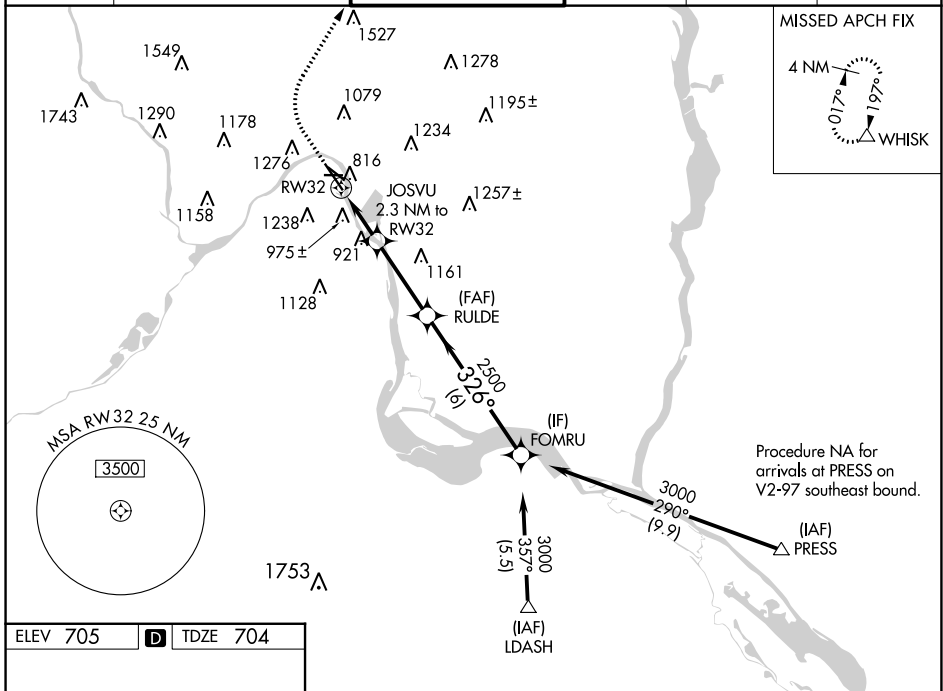 MISSED APCH FIX
4 NM
017°
197°
WHISK
1527
1549
1278
1743
1079
1195±
1290
1178
1234
1276
816
RW32
JOSVU
2.3 NM to
RW32
1158
1238
1257±
975±
921
1161
1128
(FAF)
RULDE
2500
326°
(6)
MSA RW32 25 NM
3500
(IF)
FOMRU
Procedure NA for
arrivals at PRESS on
V2-97 southeast bound.
3000
290°
(9.9)
(IAF)
PRESS
3000
357°
(5.5)
1753
(IAF)
LDASH
ELEV 705 D TDZE 704